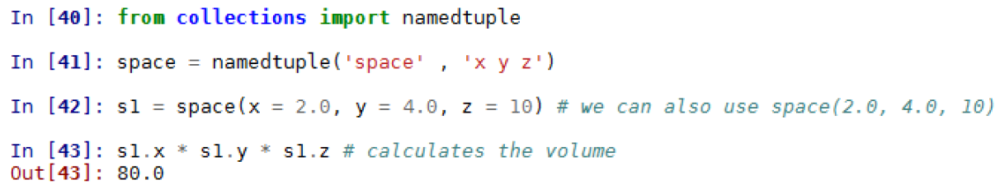 In [40]: from collections import namedtuple
In [41]: space = namedtuple('space' , 'x y z')
In [42]: s1 = space(x = 2.0, y = 4.0, z = 10) # we can also use space(2.0, 4.0, 10)
In [43]: s1.x * s1.y * s1.z # calculates the volume
Out[43]: 80.0